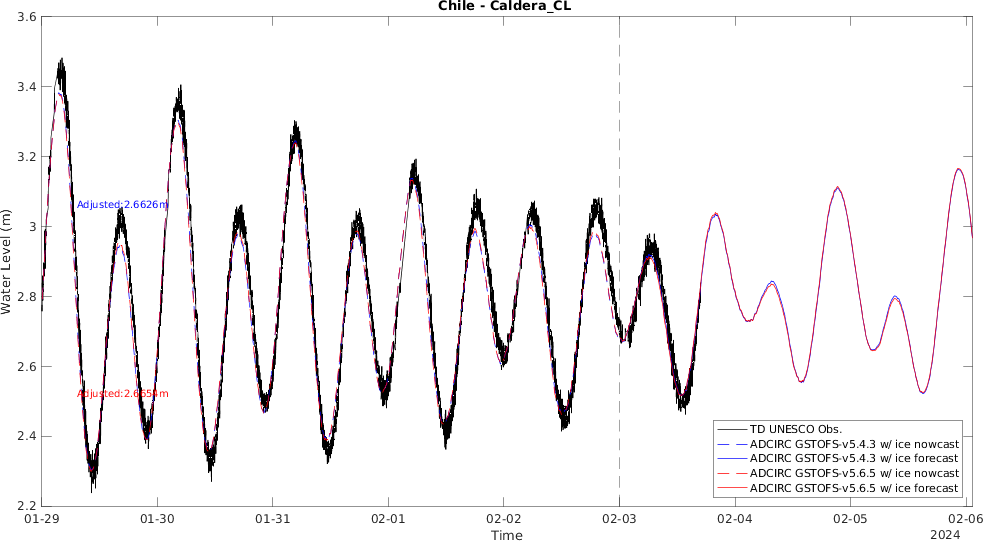 Chile - Caldera_CL
3.6
3.4
3.2
3
2.8
2.6
2.4
2.2
Water Level (m)
Adjusted:2.6626m
TD UNESCO Obs.
ADCIRC GSTOFS-v5.4.3 w/ ice nowcast
ADCIRC GSTOFS-v5.4.3 w/ ice forecast
ADCIRC GSTOFS-v5.6.5 w/ ice nowcast
ADCIRC GSTOFS-v5.6.5 w/ ice forecast
01-29
01-30
01-31
02-01
02-02
02-03
02-04
02-05
02-06
Time
2024